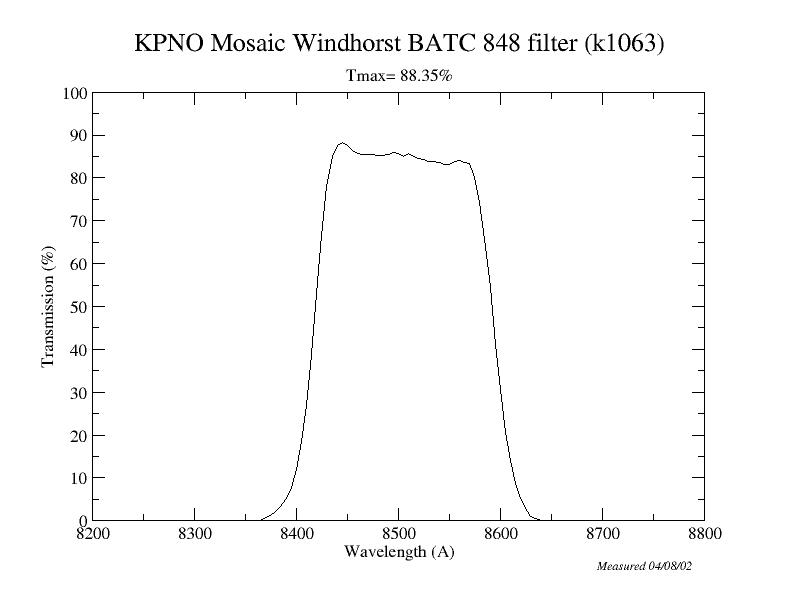 KPNO Mosaic Windhorst BATC 848 filter (k1063)
Tmax= 88.35%
100
90
80
70
60
50
40
30
20
10
0
Transmission (%)
8200 8300 8400 8500 8600 8700 8800
Wavelength (A)
Measured 04/08/02